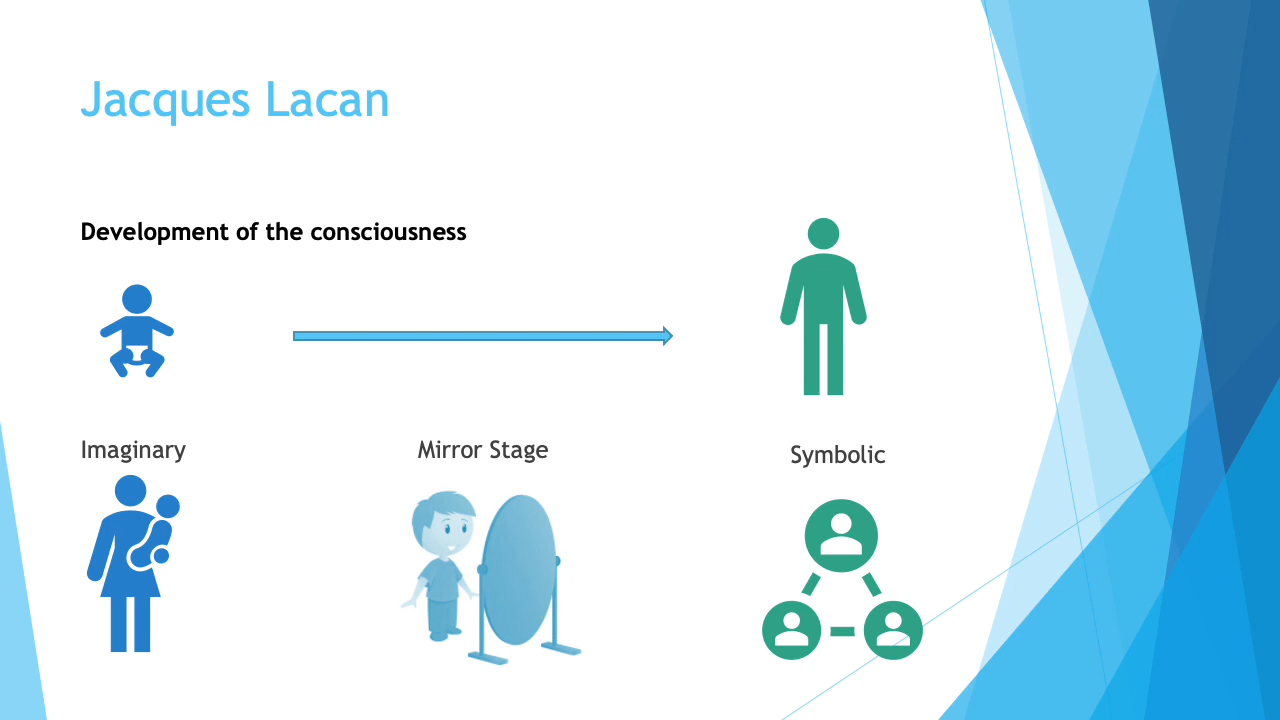 Jacques Lacan
Development of the consciousness
Imaginary
Mirror Stage
Symbolic